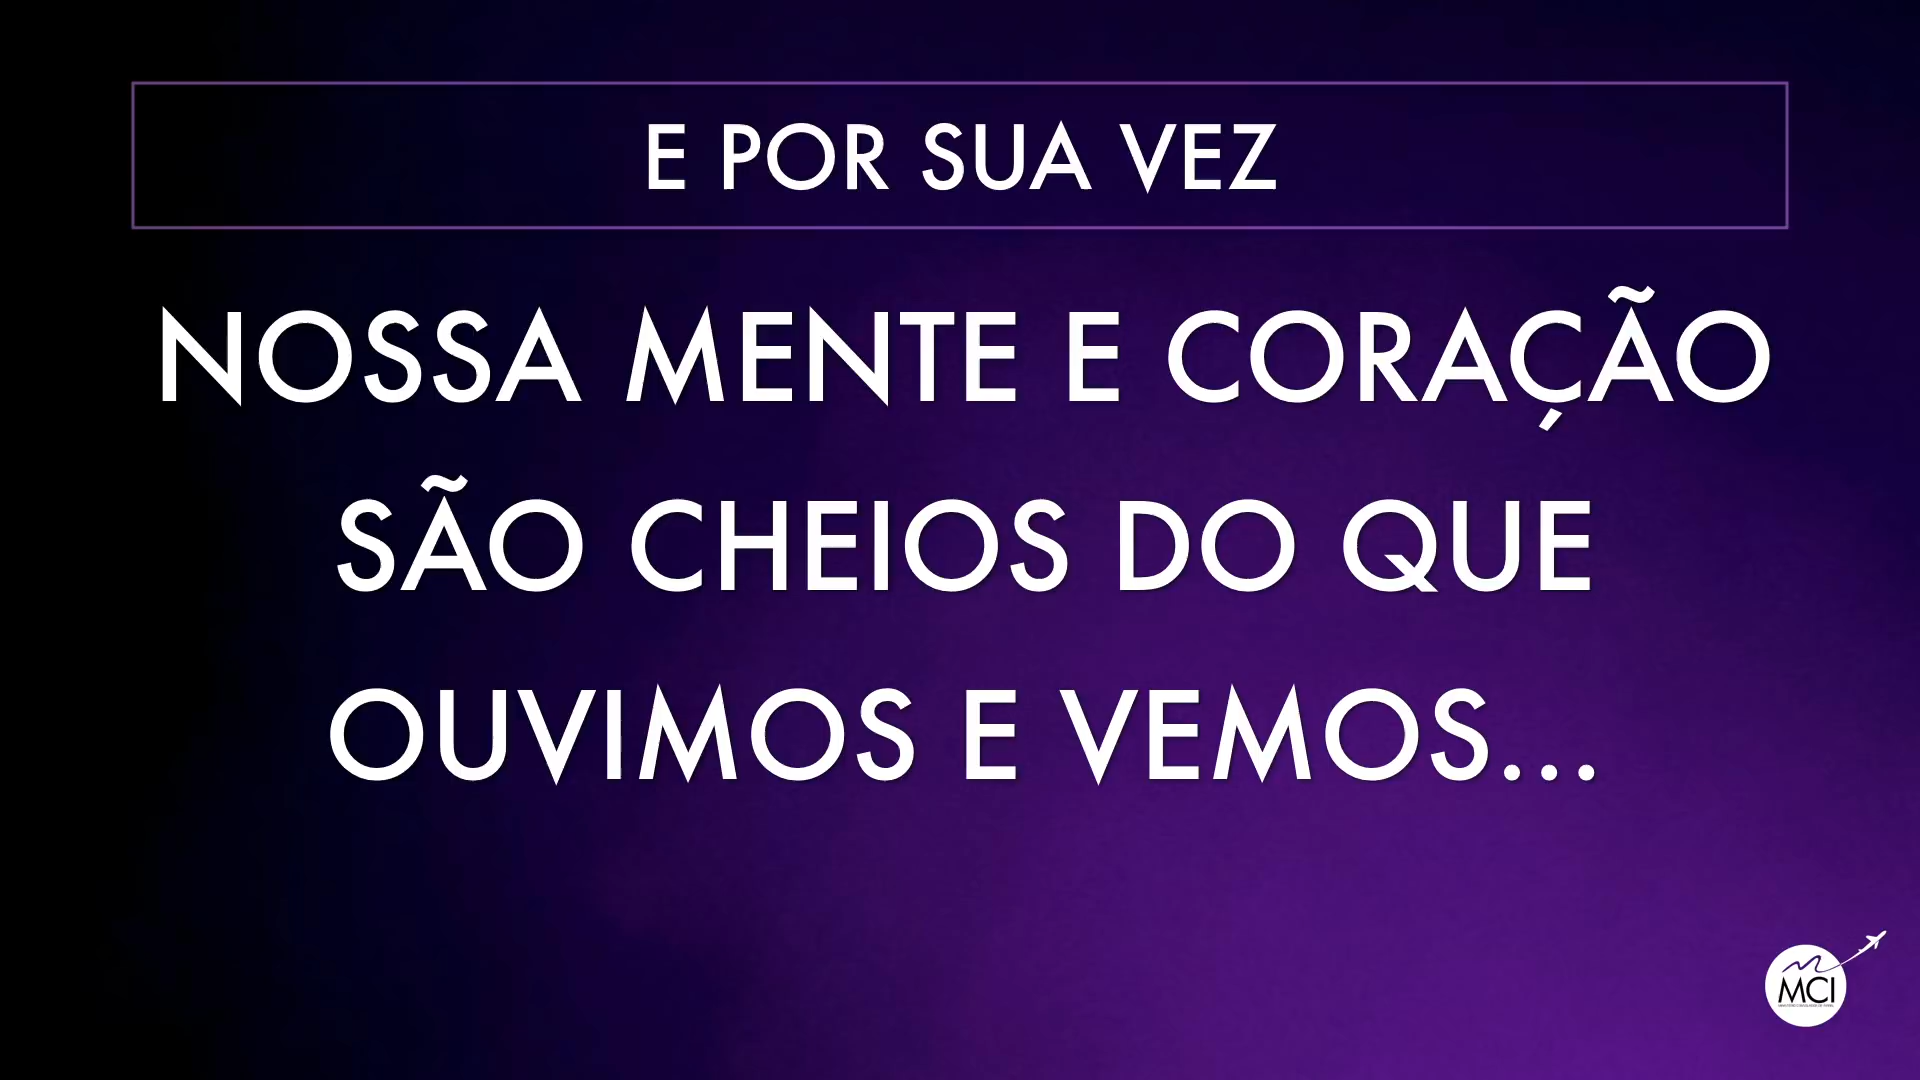 E POR SUA VEZ
NOSSA MENTE E CORAÇÃO
SÃO CHEIOS DO QUE
OUVIMOS E VEMOS...
MCI